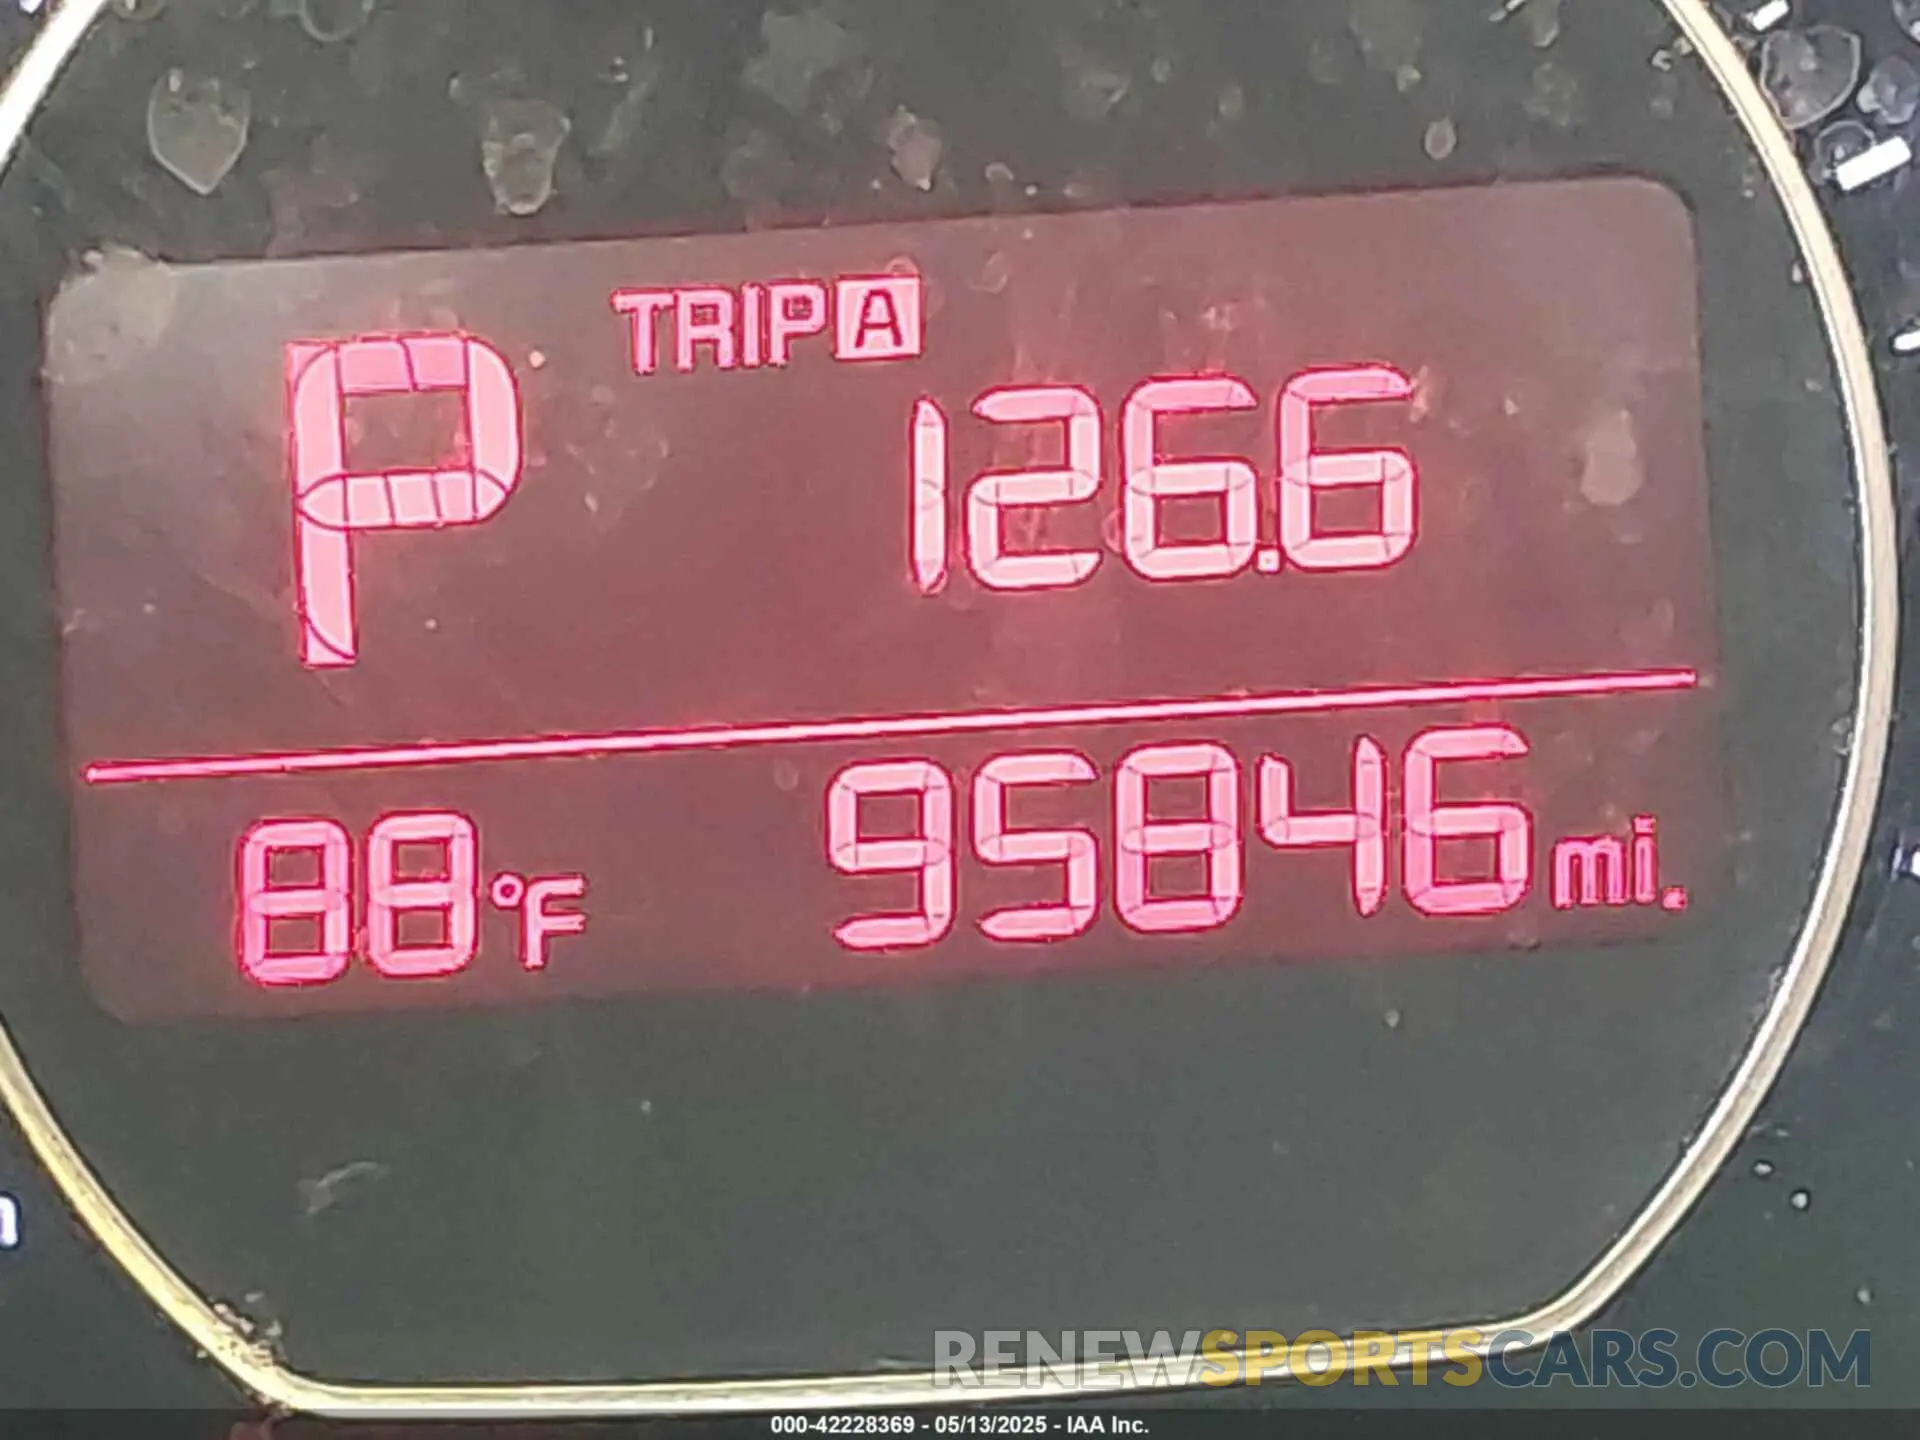 TRIP A
P 126.6
88°F 95846 mi.
RENEWSPORTSCARS.COM
000-42228369 - 05/13/2025 - IAA Inc.